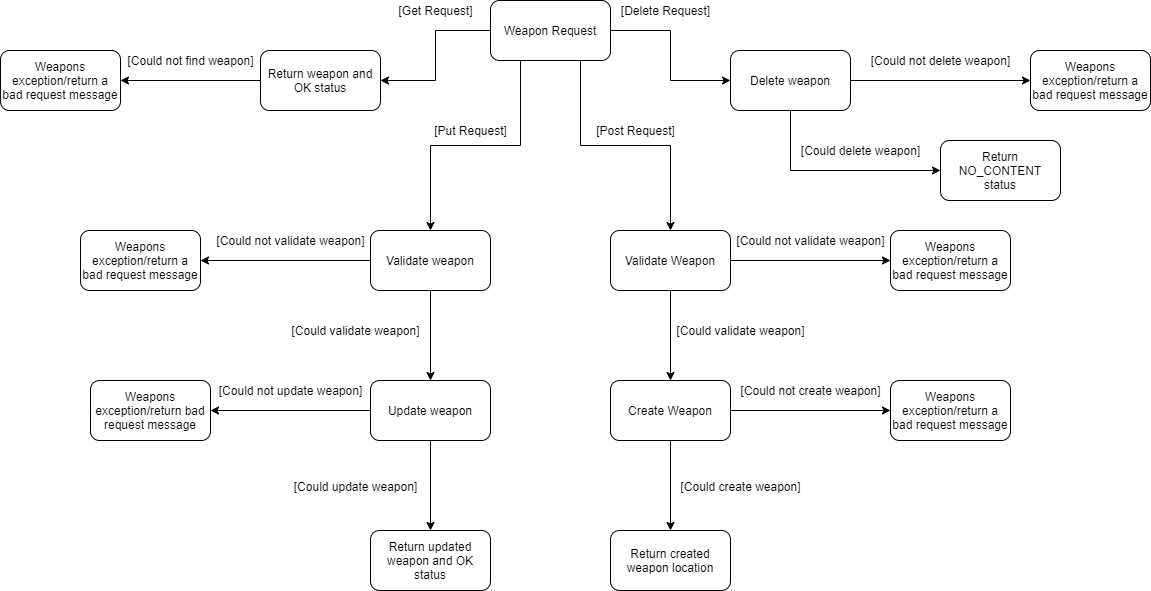 [Get Request]
Weapon Request
[Delete Request]
Weapons
exception/return a
bad request message
[Could not find weapon]
Return weapon and
OK status
Delete weapon
[Could not delete weapon]
Weapons
exception/return a
bad request message
[Put Request]
[Post Request]
[Could delete weapon]
Return
NO_CONTENT
status
Weapons
exception/return a
bad request message
[Could not validate weapon]
Validate weapon
Validate Weapon
[Could not validate weapon]
Weapons
exception/return a
bad request message
[Could validate weapon]
[Could validate weapon]
Weapons
exception/return bad
request message
[Could not update weapon]
Update weapon
Create Weapon
[Could not create weapon]
Weapons
exception/return a
bad request message
[Could update weapon]
[Could create weapon]
Return updated
weapon and OK
status
Return created
weapon location